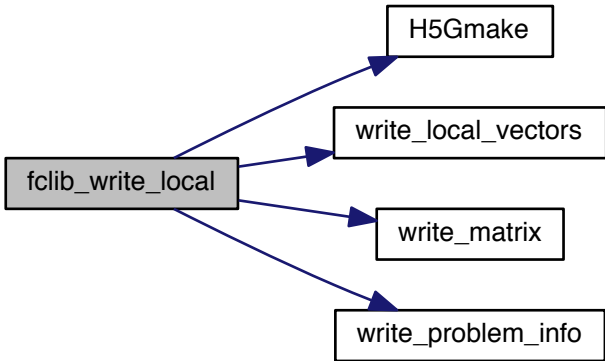 H5Gmake
write_local_vectors
fclib_write_local
write_matrix
write_problem_info